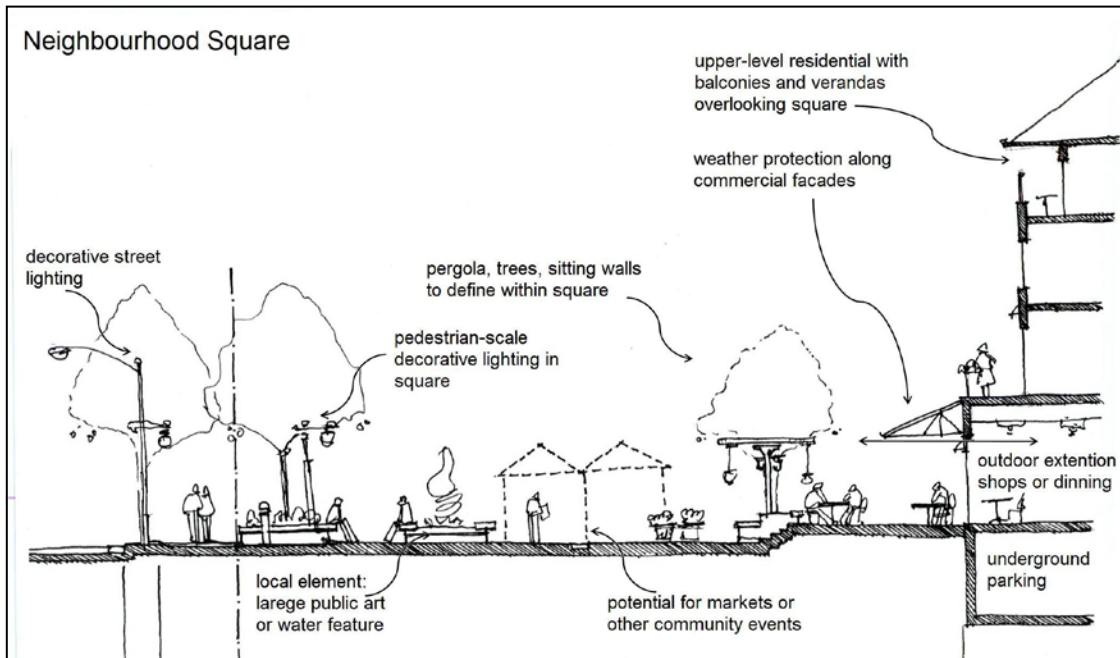 Neighbourhood Square
upper-level residential with
balconies and verandas
overlooking square
weather protection along
commercial facades
decorative street
lighting
pergola, trees, sitting walls
to define within square
pedestrian-scale
decorative lighting in
square
outdoor extention
shops or dinning
underground
parking
local element:
larege public art
or water feature
potential for markets or
other community events